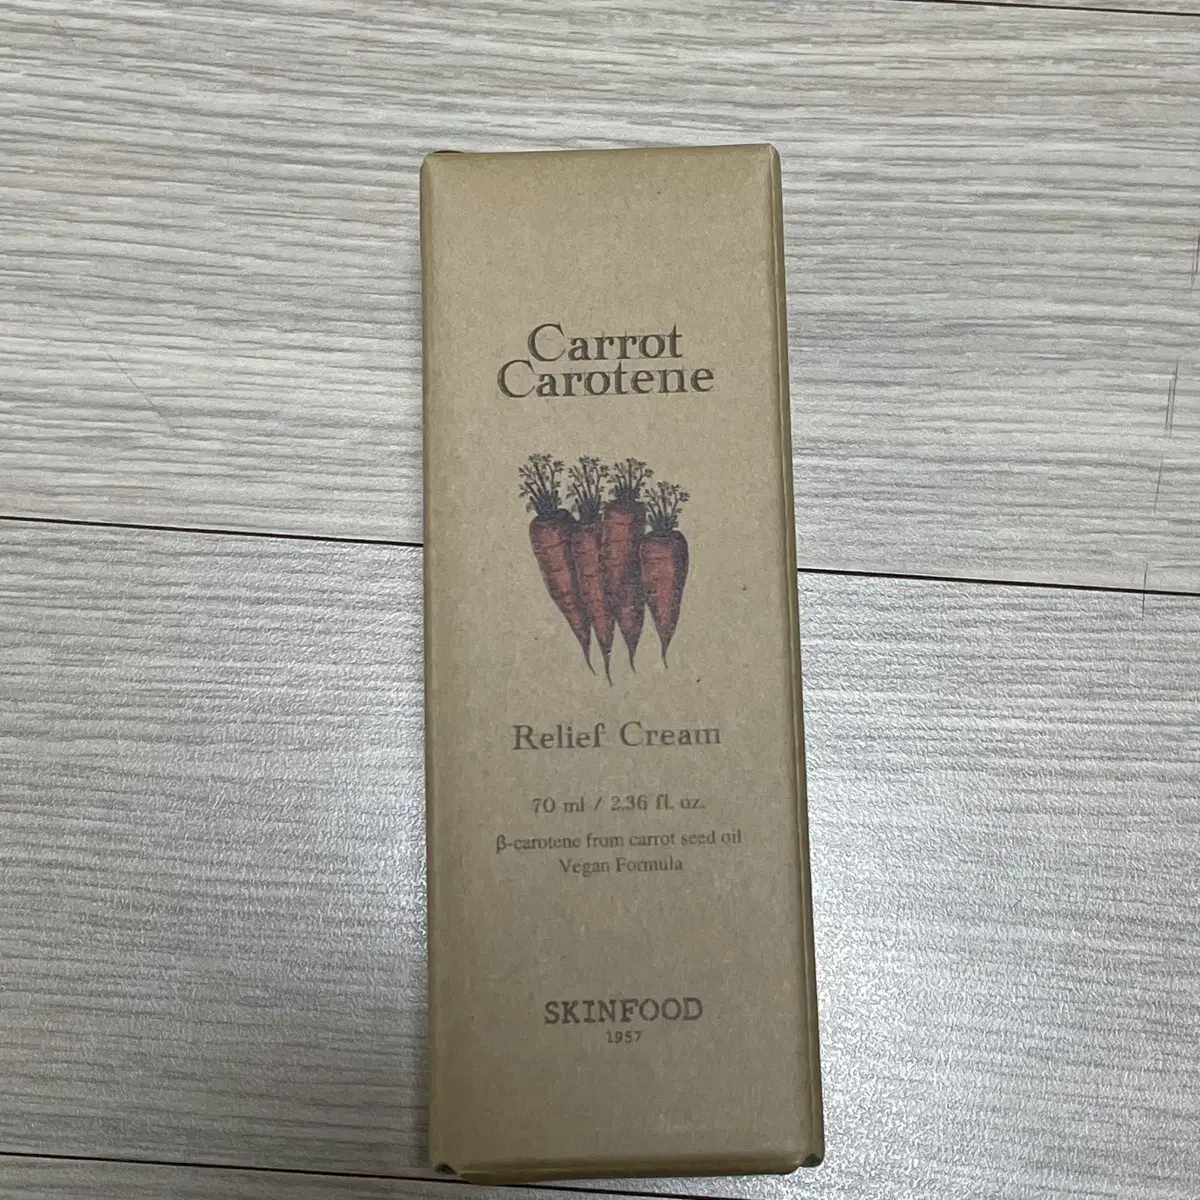 Carrot
Carotene
Relief Cream
70 ml / 2.36 fl. oz.
β-carotene from carrot seed oil
Vegan Formula
SKINFOOD
1957